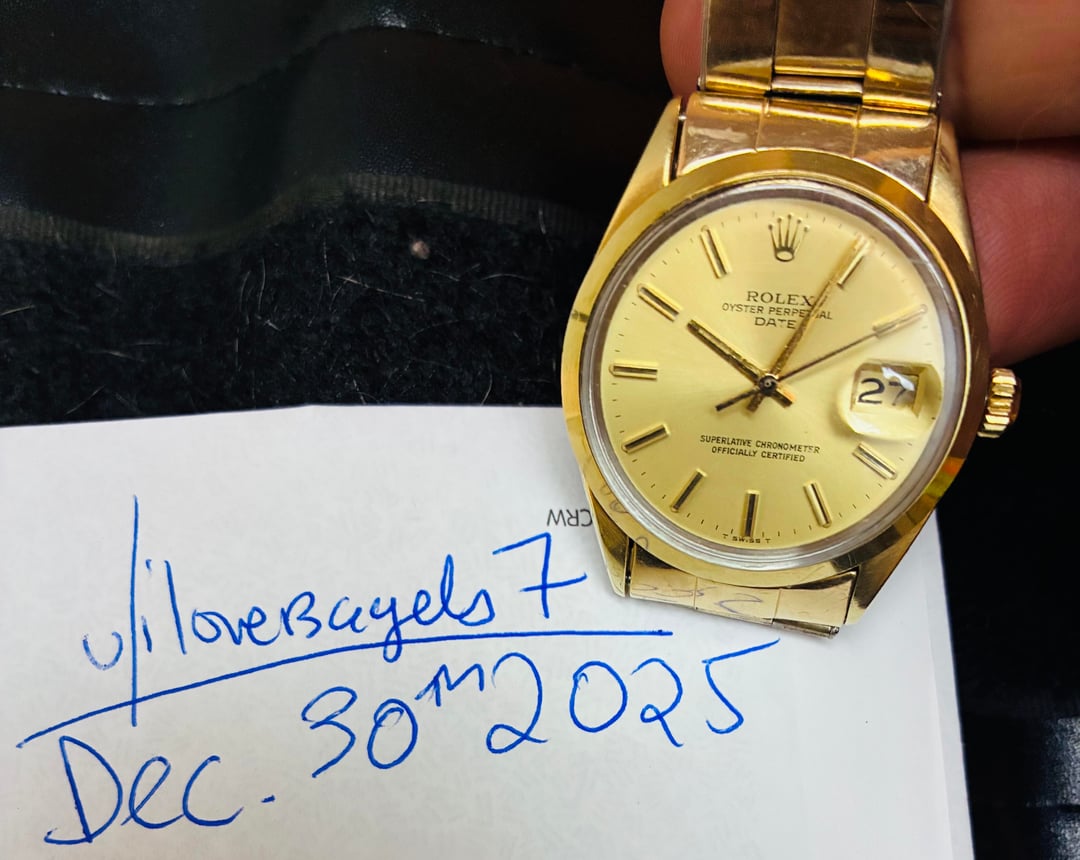 ROLEX
OYSTER PERPETUAL
DATE
27
SUPERLATIVE CHRONOMETER
OFFICIALLY CERTIFIED
T SWISS T
CRW
u/iloveBagels7
Dec. 30TH 2025